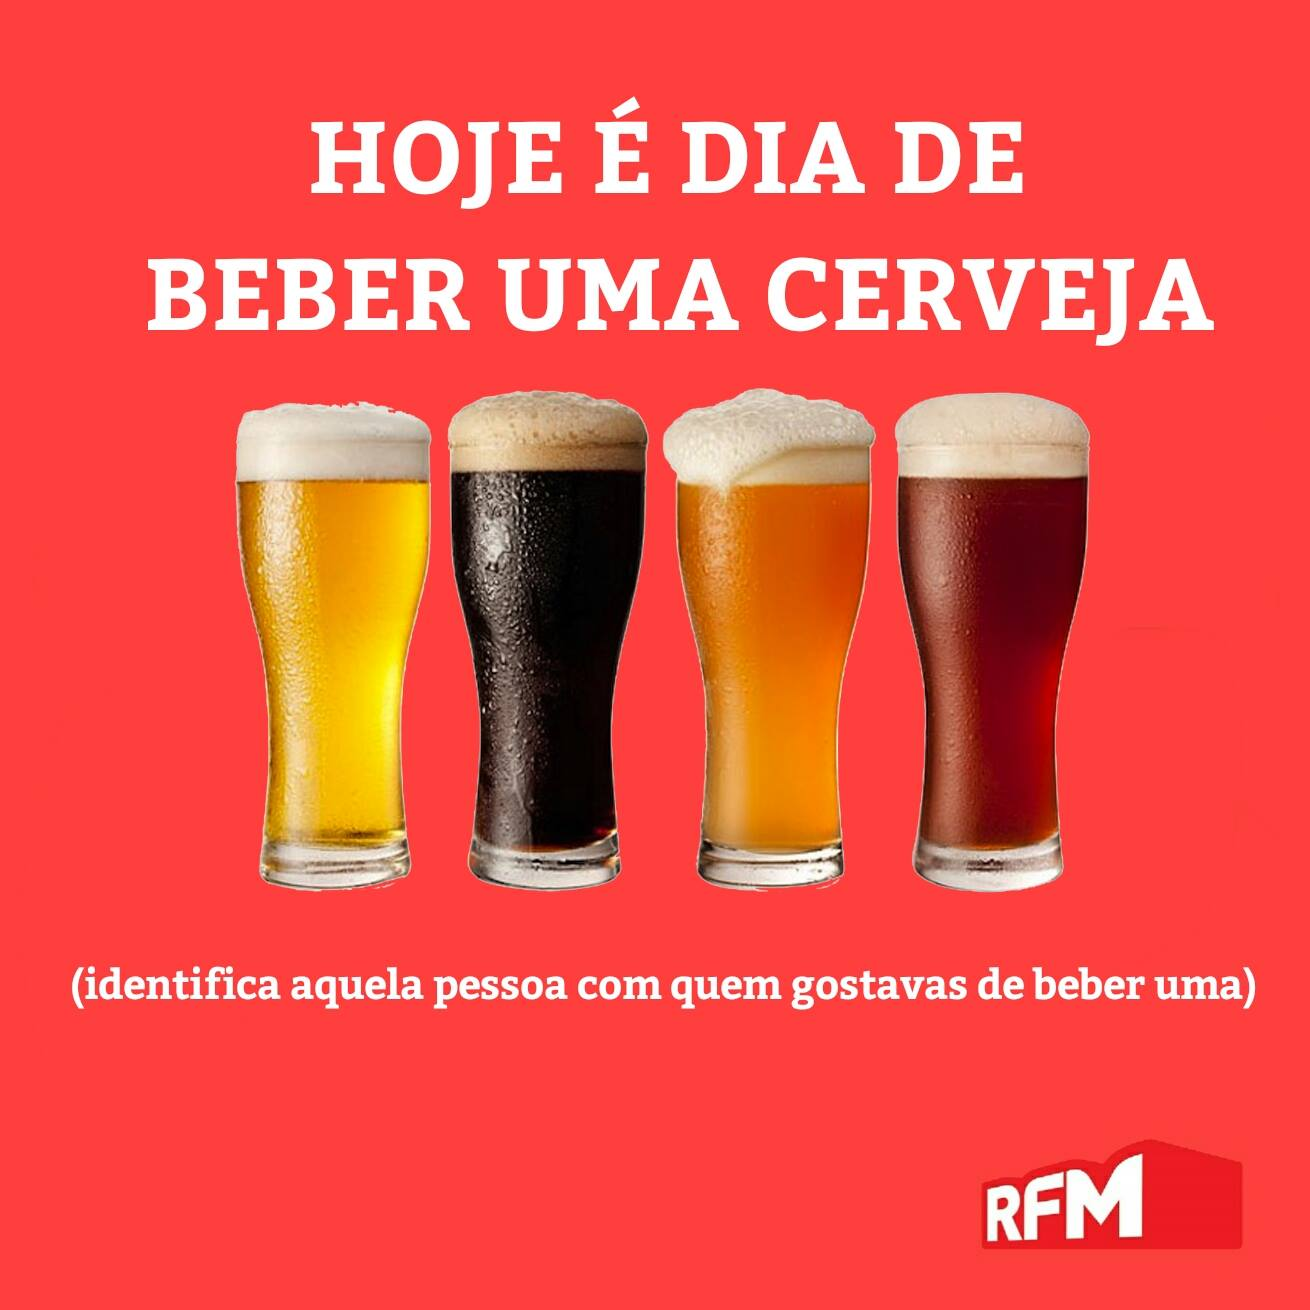 HOJE É DIA DE
BEBER UMA CERVEJA
(identifica aquela pessoa com quem gostavas de beber uma)
RFM